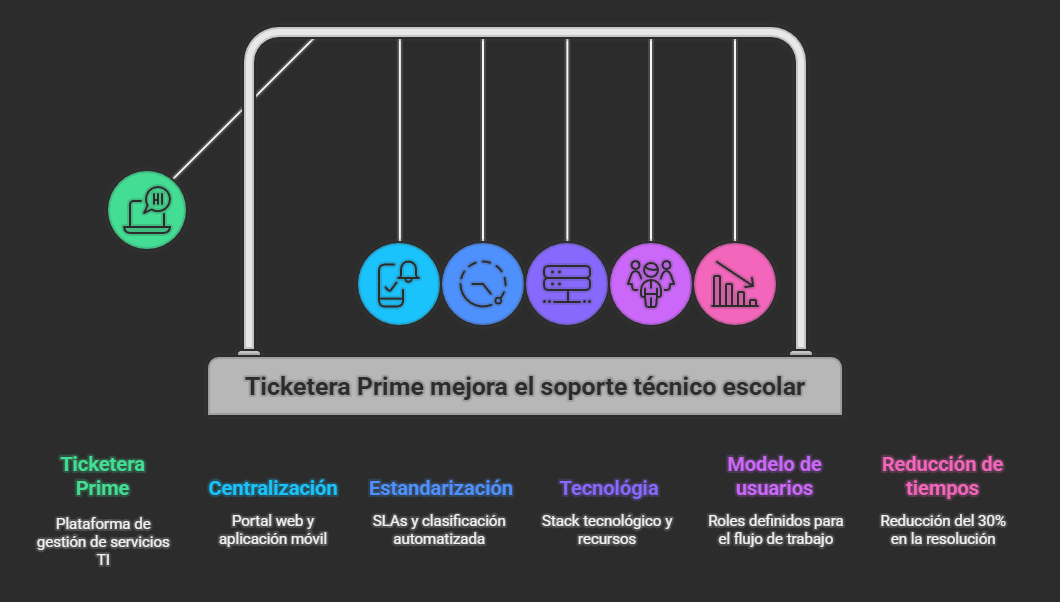 HI
Ticketera Prime mejora el soporte técnico escolar
Ticketera
Prime
Plataforma de
gestión de servicios
TI
Centralización
Portal web y
aplicación móvil
Estandarización
SLAs y clasificación
automatizada
Tecnológia
Stack tecnológico y
recursos
Modelo de
usuarios
Roles definidos para
el flujo de trabajo
Reducción de
tiempos
Reducción del 30%
en la resolución